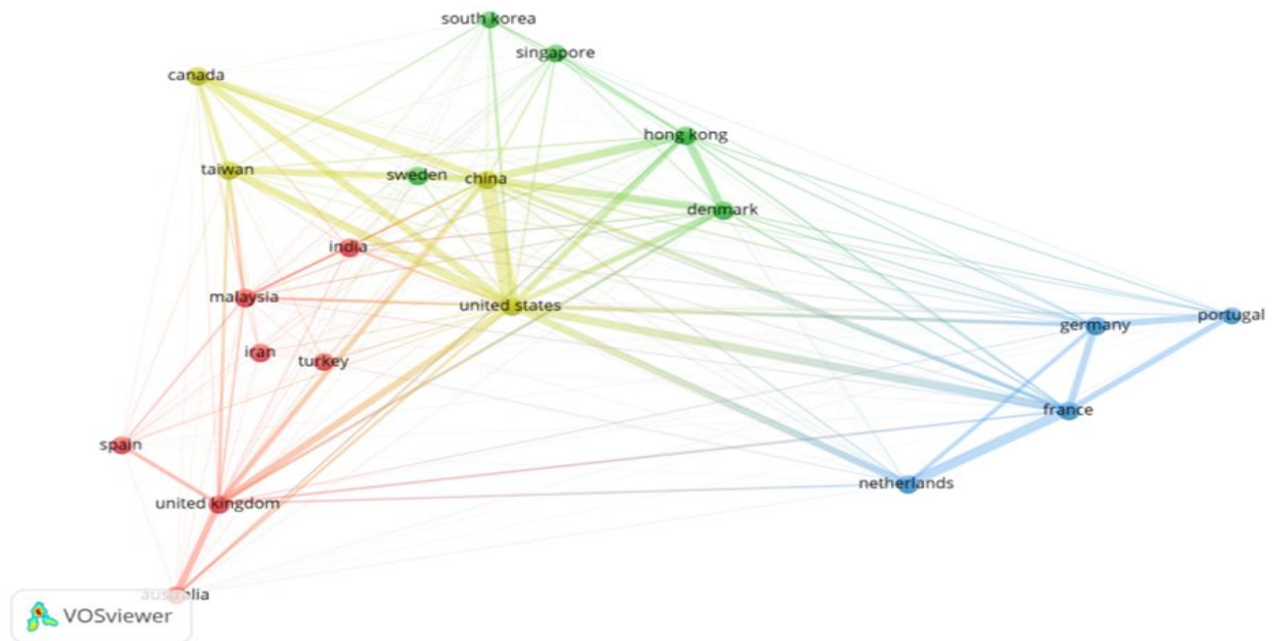 south korea
singapore
canada
hong kong
taiwan
sweden
china
denmark
india
malaysia
united states
portugal
germany
iran
turkey
france
spain
netherlands
united kingdom
australia
VOSviewer